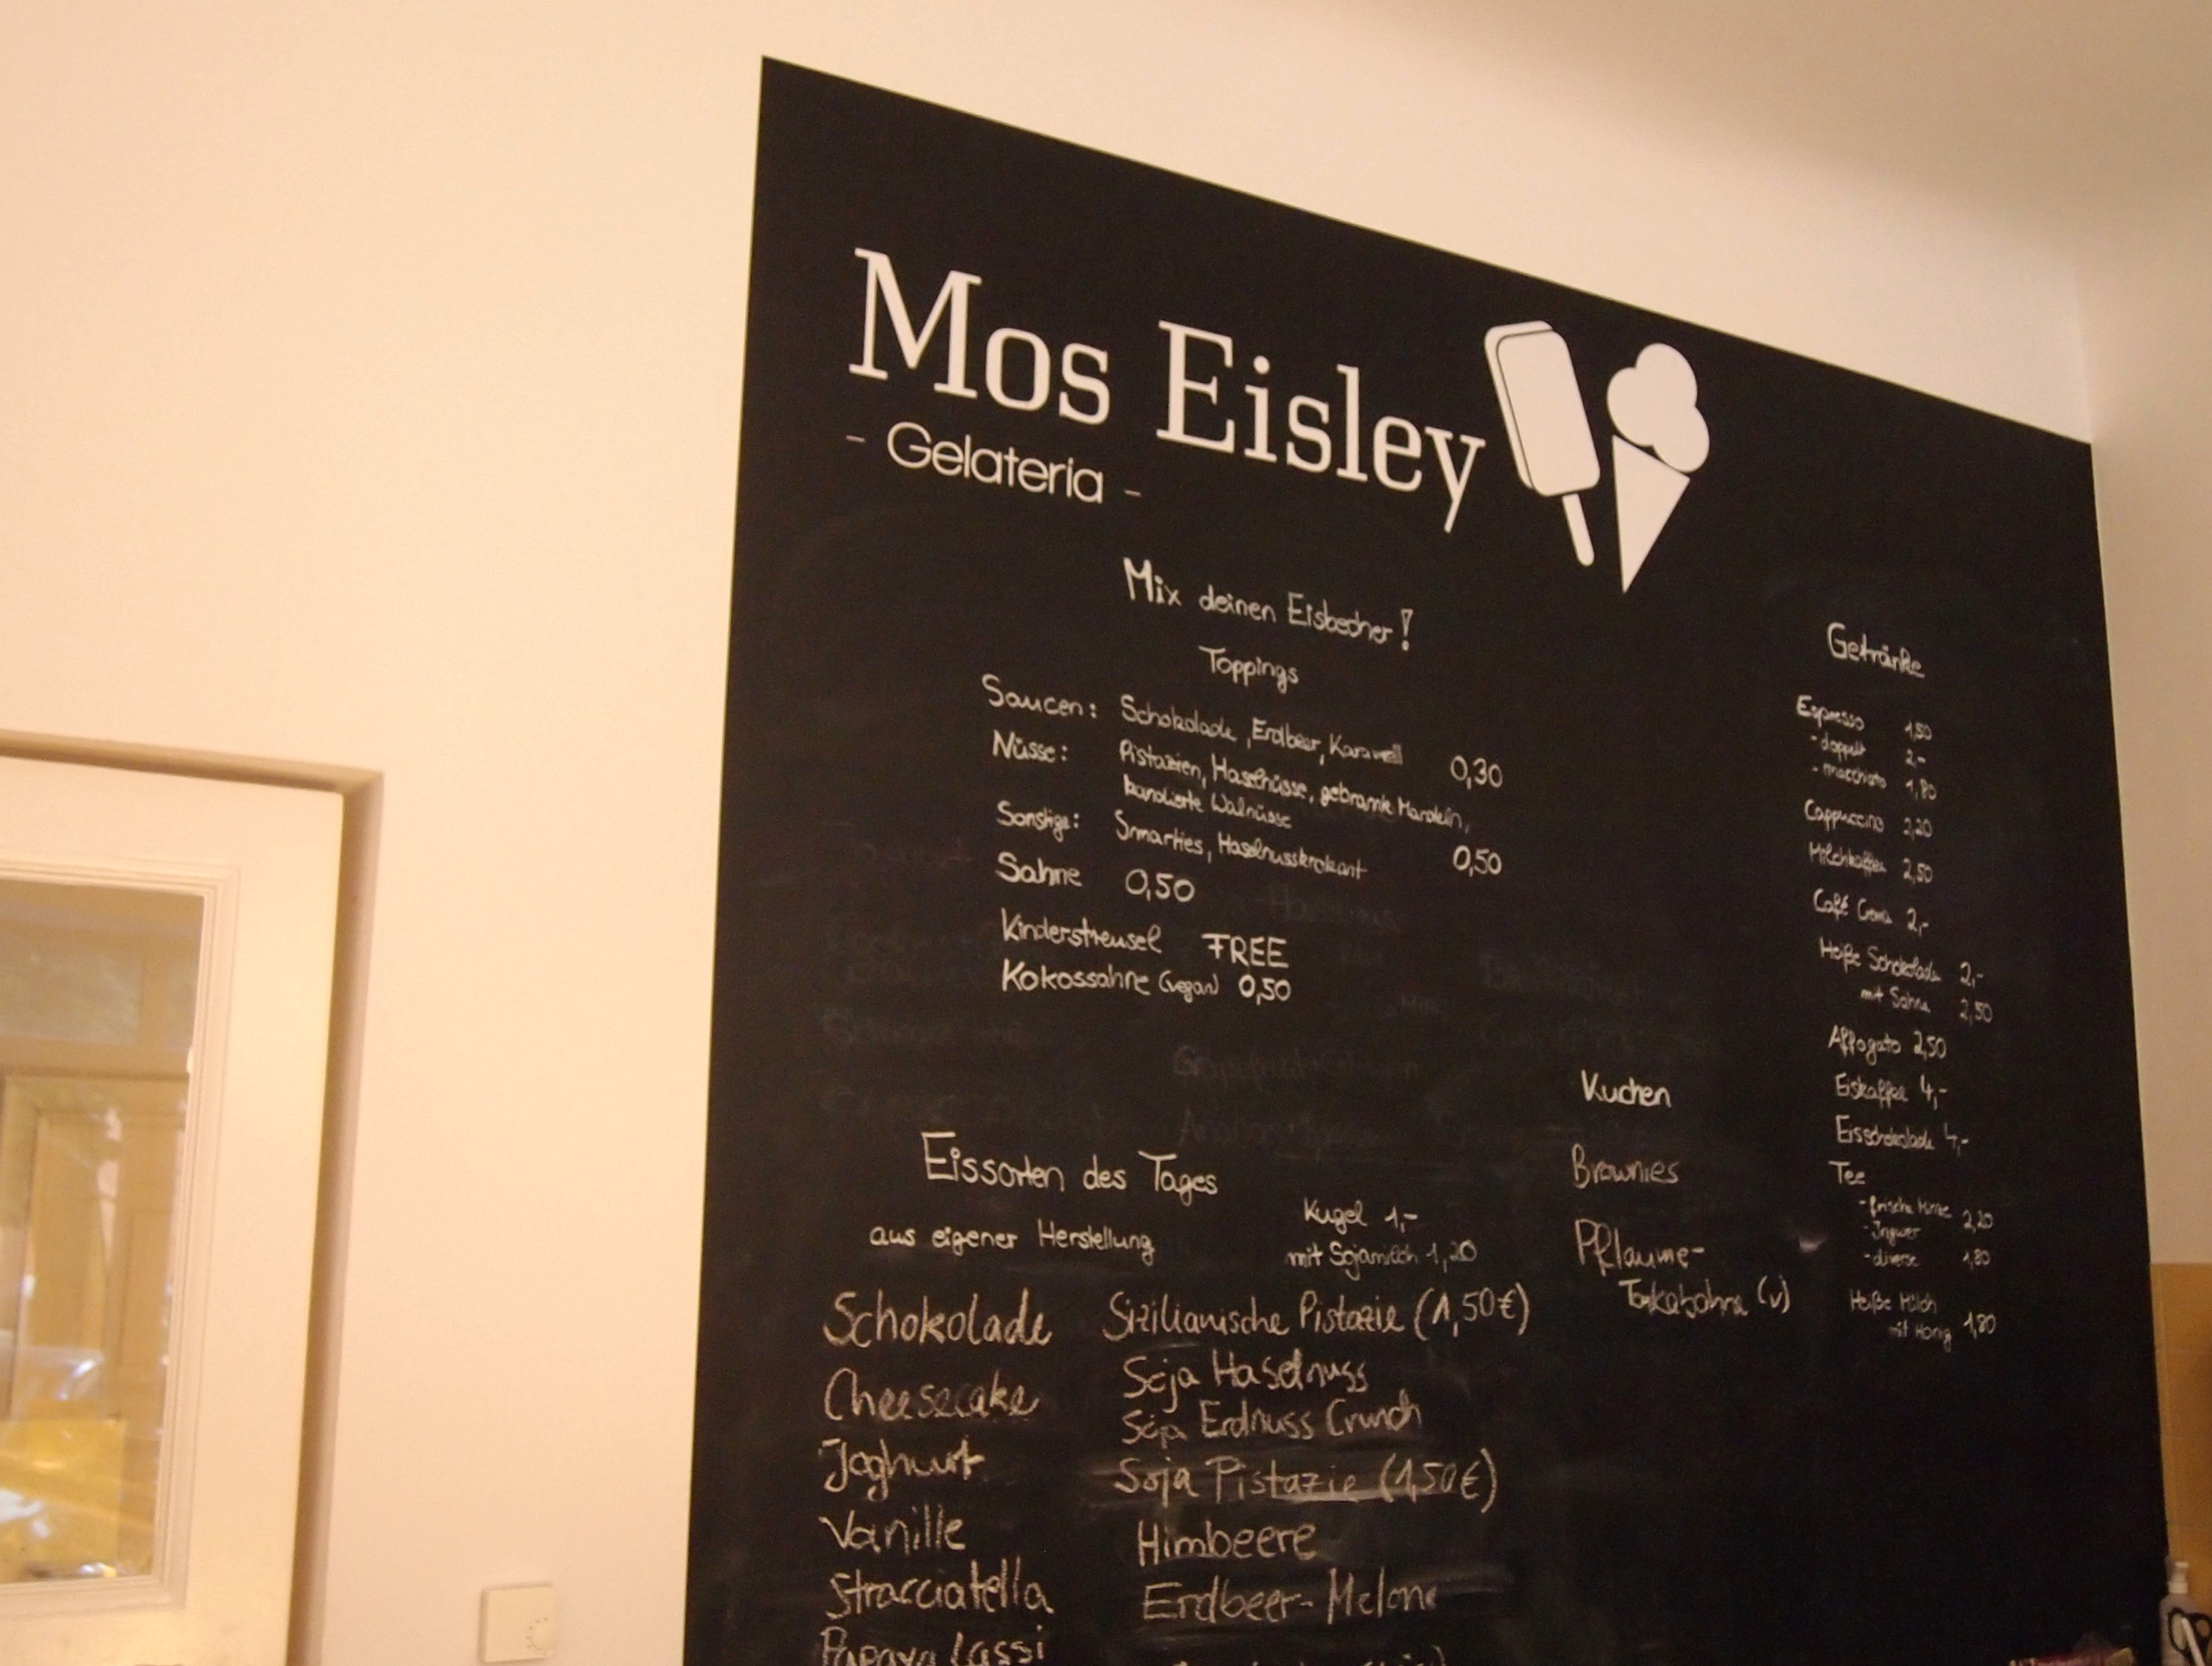 Mos Eisley
- Gelateria -
Mix deinen Eisbecher!
Toppings
Saucen: Schokolade, Erdbeer, Karamell 0,30
Nüsse: Pistazien, Haselnüsse, gebrannte Mandeln,
kandierte Walnüsse
Sonstige: Smarties, Haselnusskrokant 0,50
Sahne 0,50
Kinderstreusel FREE
Kokossahne (vegan) 0,50
Eissorten des Tages
aus eigener Herstellung
Kugel 1,-
mit Sojamilch 1,20
Schokolade
Cheesecake
Joghurt
Vanille
Stracciatella
Papaya Lassi
Sizilianische Pistazie (1,50€)
Soja Haselnuss
Soja Erdnuss Crunch
Soja Pistazie (1,50€)
Himbeere
Erdbeer-Melone
Kuchen
Brownies
Pflaume-
Tonkabohne (v)
Getränke
Espresso 1,50
- doppelt 2,-
- macchiato 1,80
Cappuccino 2,20
Milchkaffee 2,50
Café Crema 2,-
Heiße Schokolade 2,-
mit Sahne 2,50
Affogato 2,50
Eiskaffee 4,-
Eisschokolade 4,-
Tee
- frische Minze 2,20
- Ingwer
- diverse 1,80
Heiße Milch
mit Honig 1,80